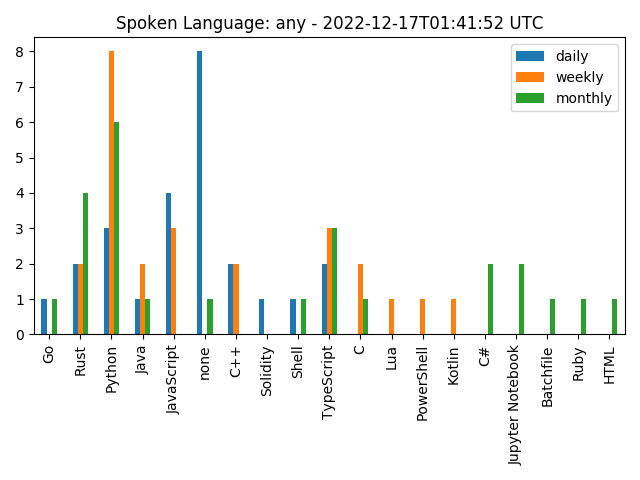 Spoken Language: any - 2022-12-17T01:41:52 UTC
daily
weekly
monthly
8
7
6
5
4
3
2
1
0
Go
Rust
Python
Java
JavaScript
none
C++
Solidity
Shell
TypeScript
C
Lua
PowerShell
Kotlin
C#
Jupyter Notebook
Batchfile
Ruby
HTML